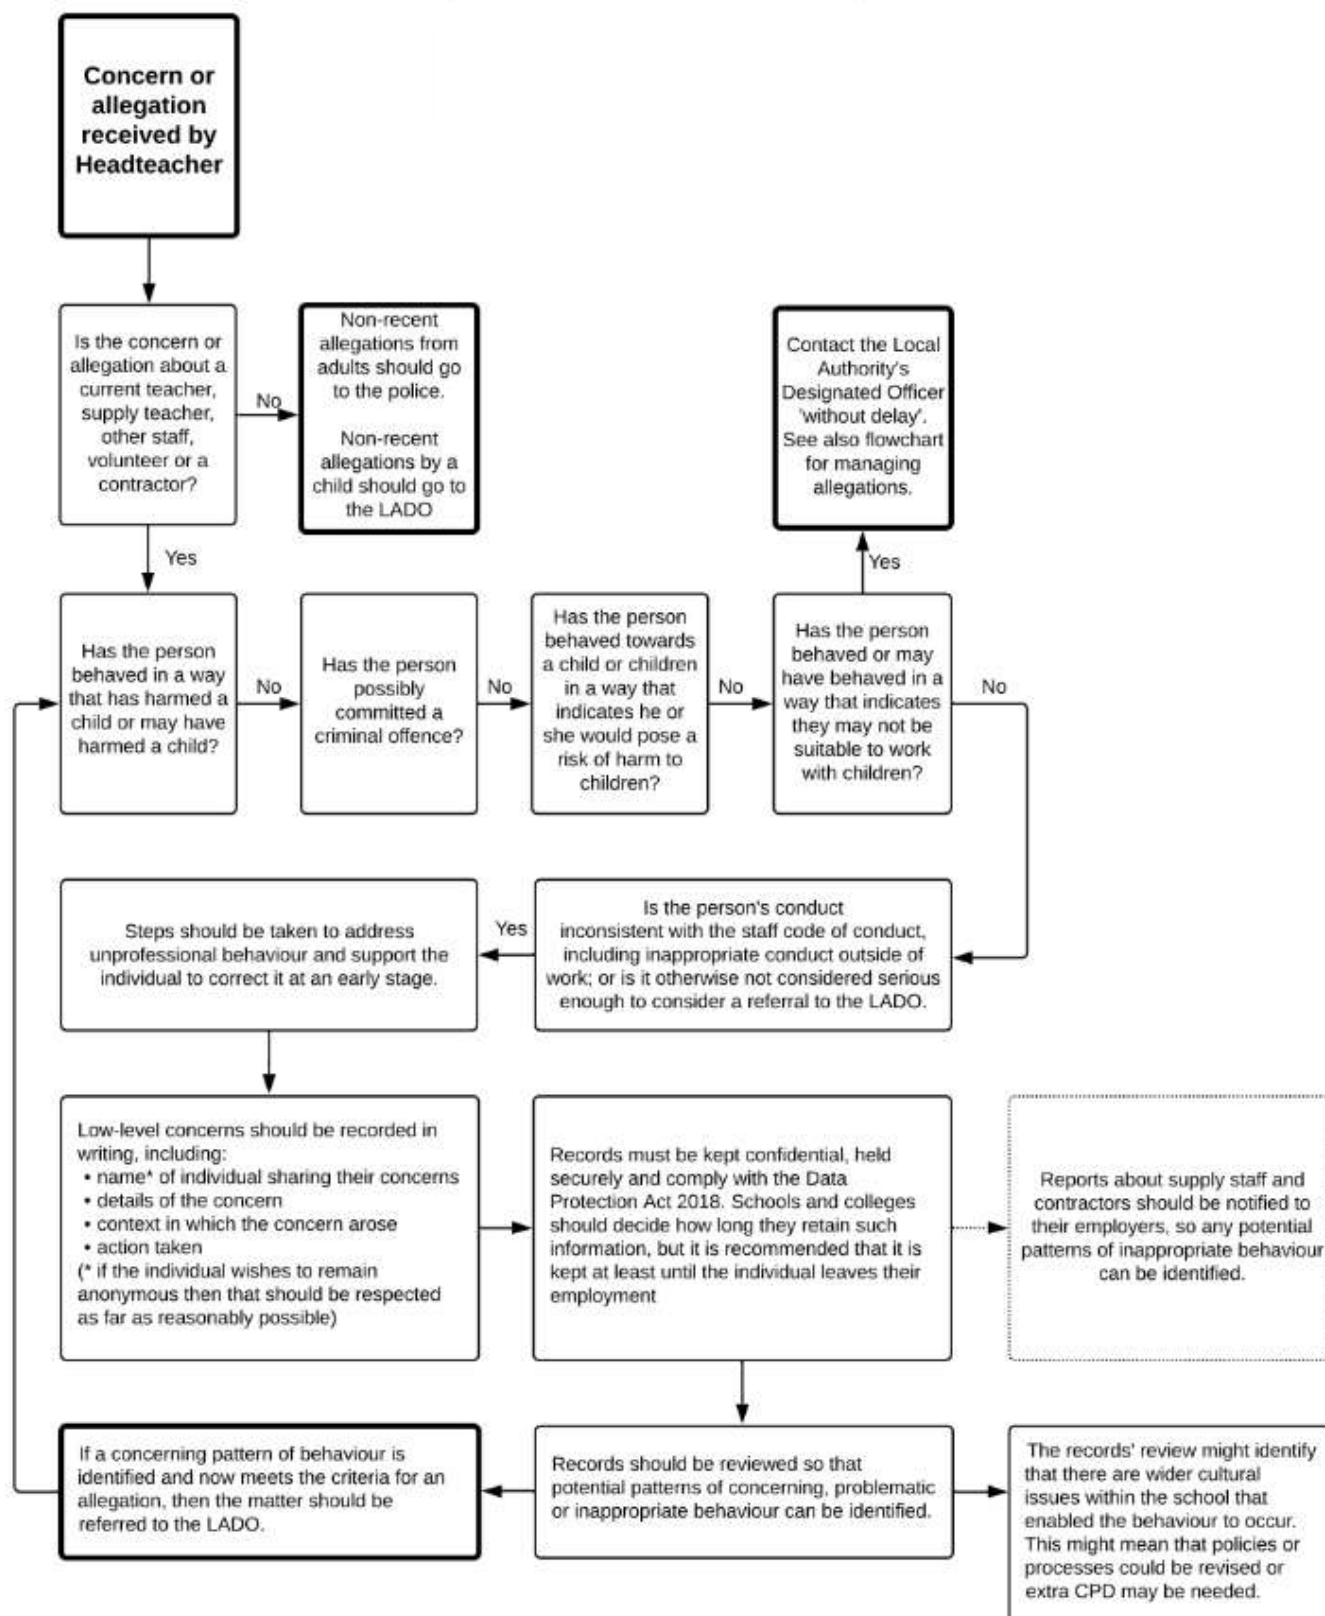 Concern or
allegation
received by
Headteacher
Is the concern or
allegation about a
current teacher,
supply teacher,
other staff,
volunteer or a
contractor?
No
Non-recent
allegations from
adults should go
to the police.
Non-recent
allegations by a
child should go to
the LADO
Contact the Local
Authority's
Designated Officer
'without delay'.
See also flowchart
for managing
allegations.
Yes
Yes
Has the person
behaved in a way
that has harmed a
child or may have
harmed a child?
No
Has the person
possibly
committed a
criminal offence?
No
Has the person
behaved towards
a child or children
in a way that
indicates he or
she would pose a
risk of harm to
children?
No
Has the person
behaved or may
have behaved in a
way that indicates
they may not be
suitable to work
with children?
No
Is the person's conduct
inconsistent with the staff code of conduct,
including inappropriate conduct outside of
work; or is it otherwise not considered serious
enough to consider a referral to the LADO.
Yes
Steps should be taken to address
unprofessional behaviour and support the
individual to correct it at an early stage.
Low-level concerns should be recorded in
writing, including:
• name* of individual sharing their concerns
• details of the concern
• context in which the concern arose
• action taken
(* if the individual wishes to remain
anonymous then that should be respected
as far as reasonably possible)
Records must be kept confidential, held
securely and comply with the Data
Protection Act 2018. Schools and colleges
should decide how long they retain such
information, but it is recommended that it is
kept at least until the individual leaves their
employment
Reports about supply staff and
contractors should be notified to
their employers, so any potential
patterns of inappropriate behaviour
can be identified.
If a concerning pattern of behaviour is
identified and now meets the criteria for an
allegation, then the matter should be
referred to the LADO.
Records should be reviewed so that
potential patterns of concerning, problematic
or inappropriate behaviour can be identified.
The records' review might identify
that there are wider cultural
issues within the school that
enabled the behaviour to occur.
This might mean that policies or
processes could be revised or
extra CPD may be needed.